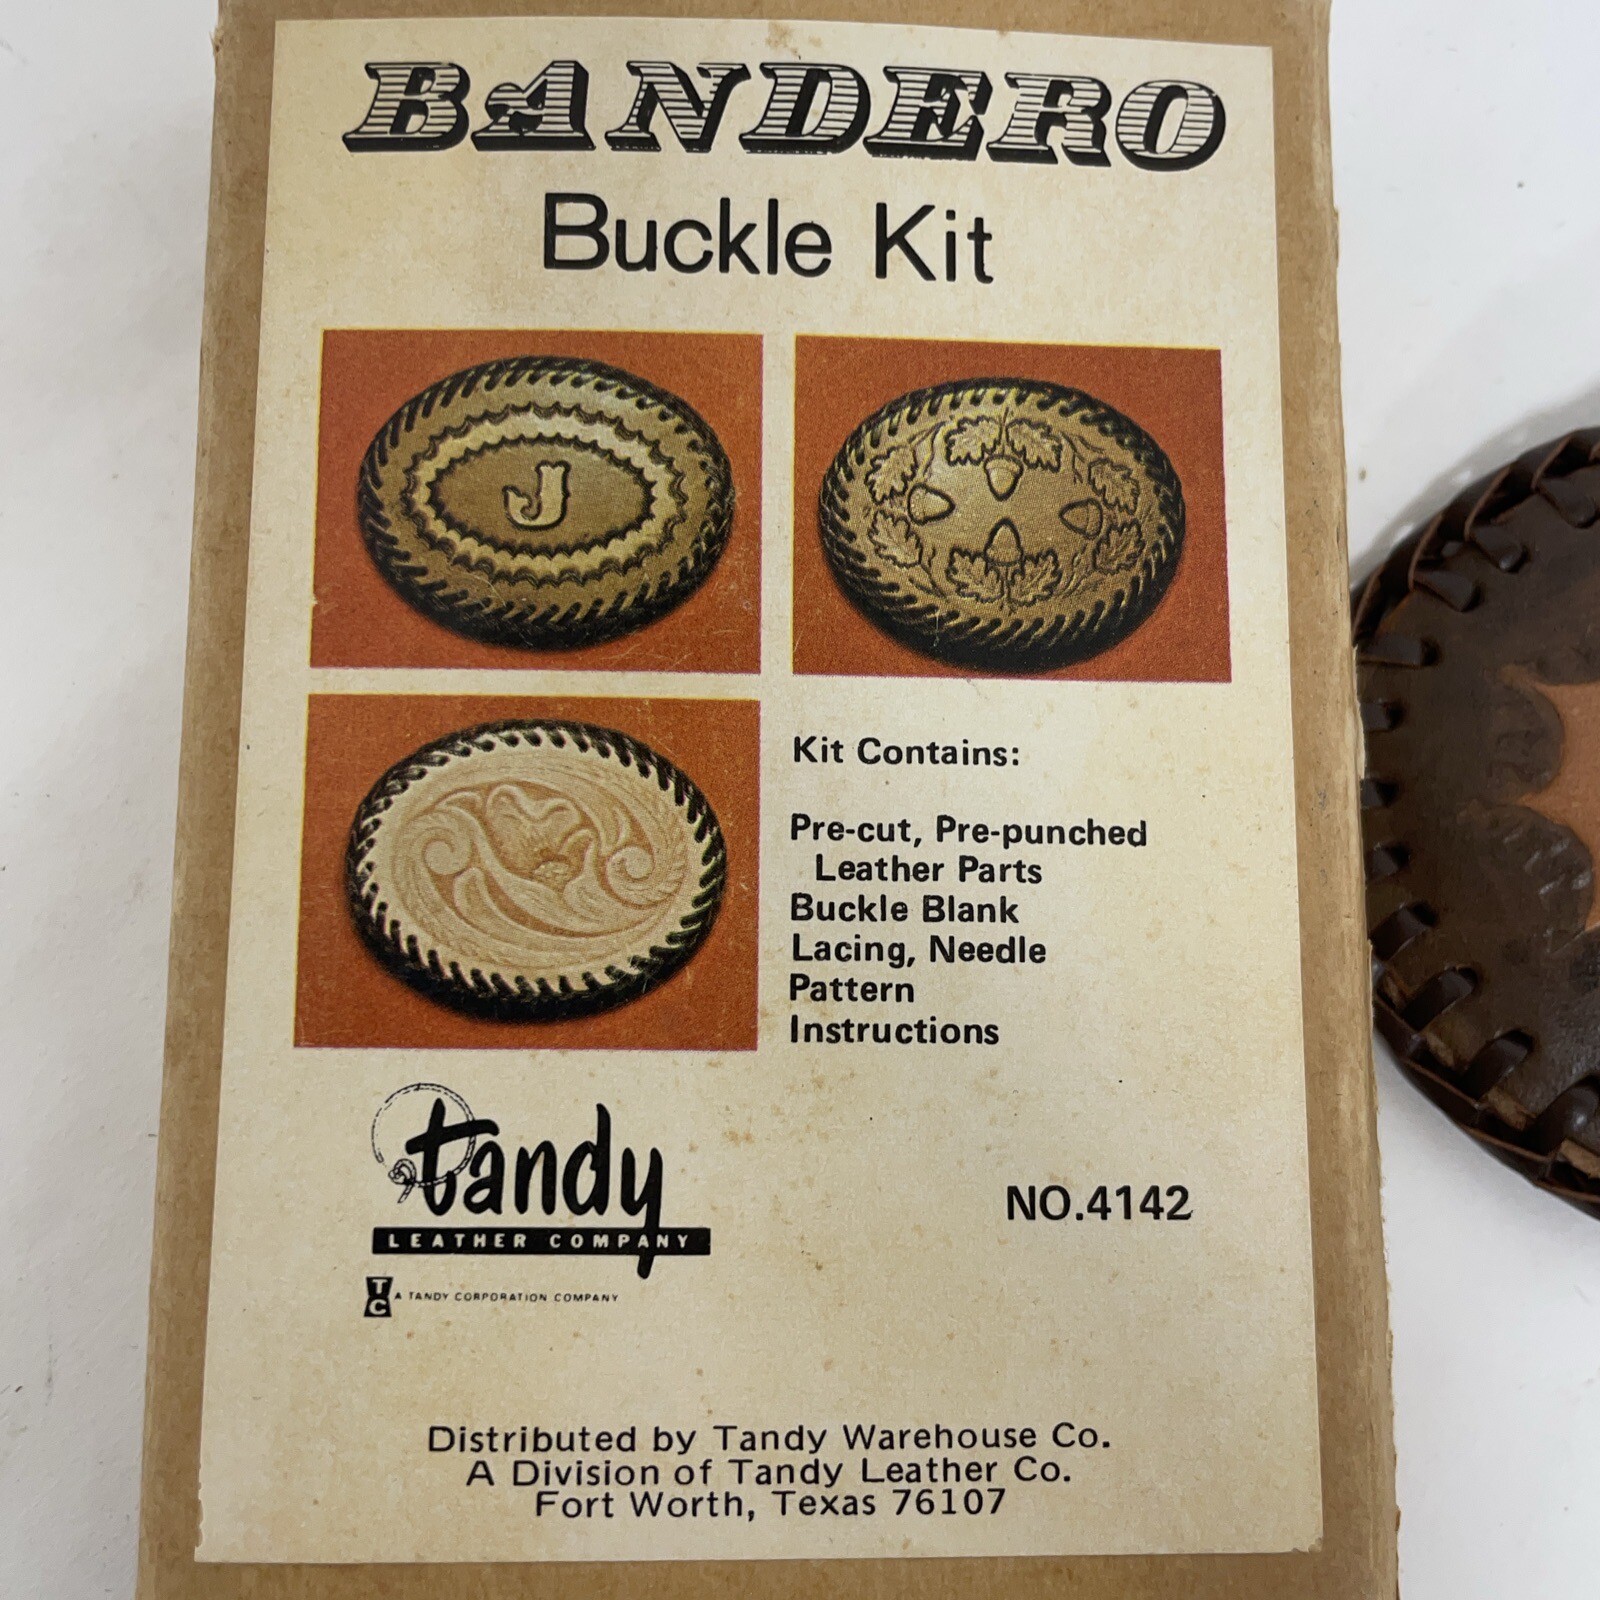 BANDERO
Buckle Kit
J
Kit Contains:
Pre-cut, Pre-punched
Leather Parts
Buckle Blank
Lacing, Needle
Pattern
Instructions
tandy
LEATHER COMPANY
TC A TANDY CORPORATION COMPANY
NO.4142
Distributed by Tandy Warehouse Co.
A Division of Tandy Leather Co.
Fort Worth, Texas 76107